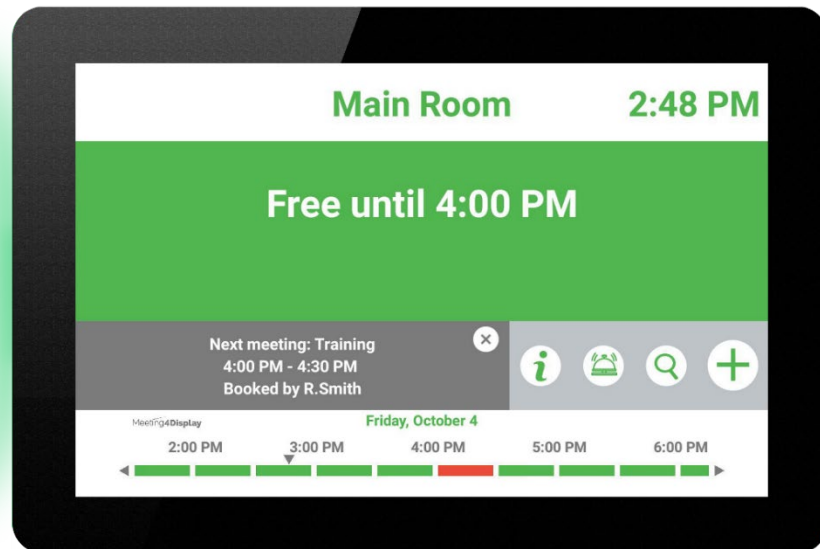 Main Room
2:48 PM
Free until 4:00 PM
Next meeting: Training
4:00 PM - 4:30 PM
Booked by R.Smith
i
Meeting4Display
Friday, October 4
2:00 PM
3:00 PM
4:00 PM
5:00 PM
6:00 PM